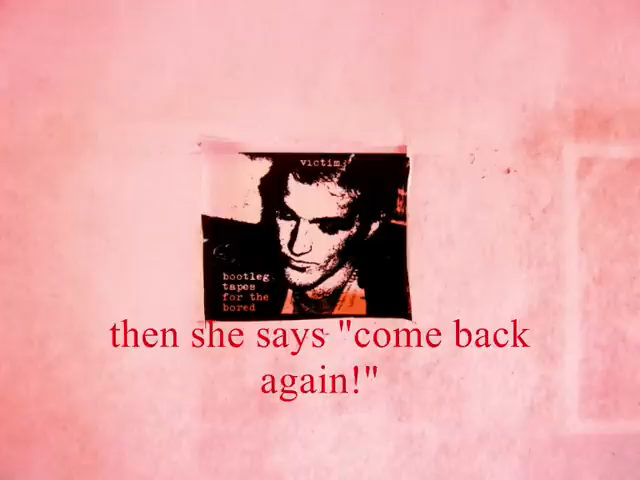 victim
bootleg
tapes
for the
bored
then she says "come back
again!"